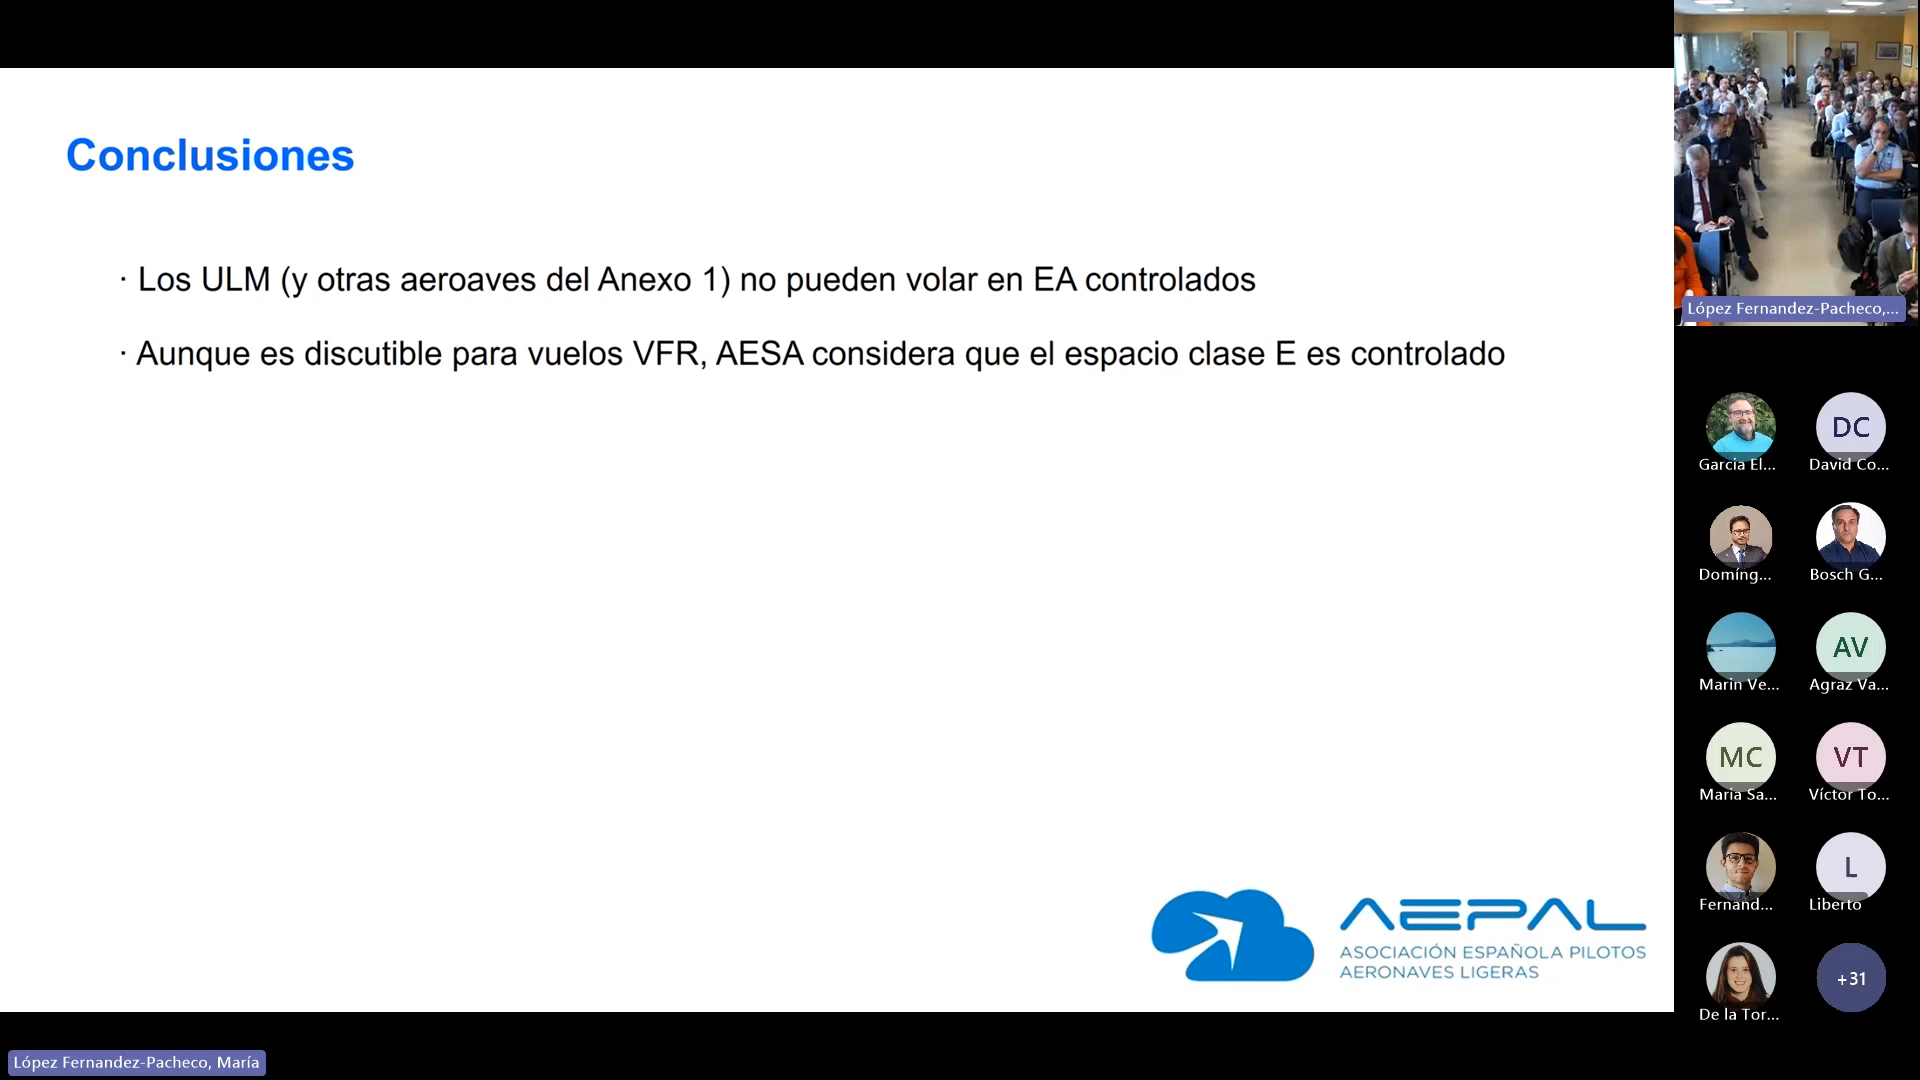 Conclusiones
· Los ULM (y otras aeroaves del Anexo 1) no pueden volar en EA controlados
· Aunque es discutible para vuelos VFR, AESA considera que el espacio clase E es controlado
AEPAL
ASOCIACIÓN ESPAÑOLA PILOTOS
AERONAVES LIGERAS
López Fernandez-Pacheco,...
Garcia El...
DC
David Co...
Domíng...
Bosch G...
Marin Ve...
AV
Agraz Va...
MC
Maria Sa...
VT
Víctor To...
Fernand...
L
Liberto
De la Tor...
+31
López Fernandez-Pacheco, María